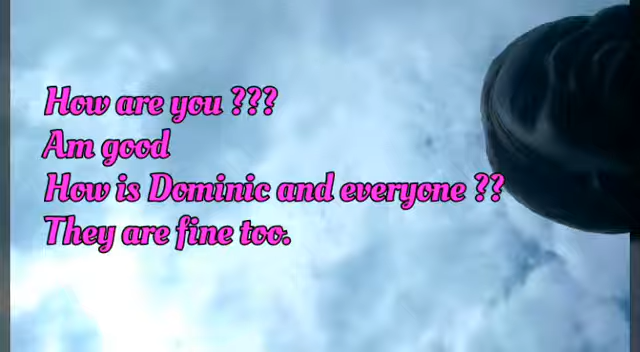 How are you ???
Am good
How is Dominic and everyone ??
They are fine too.